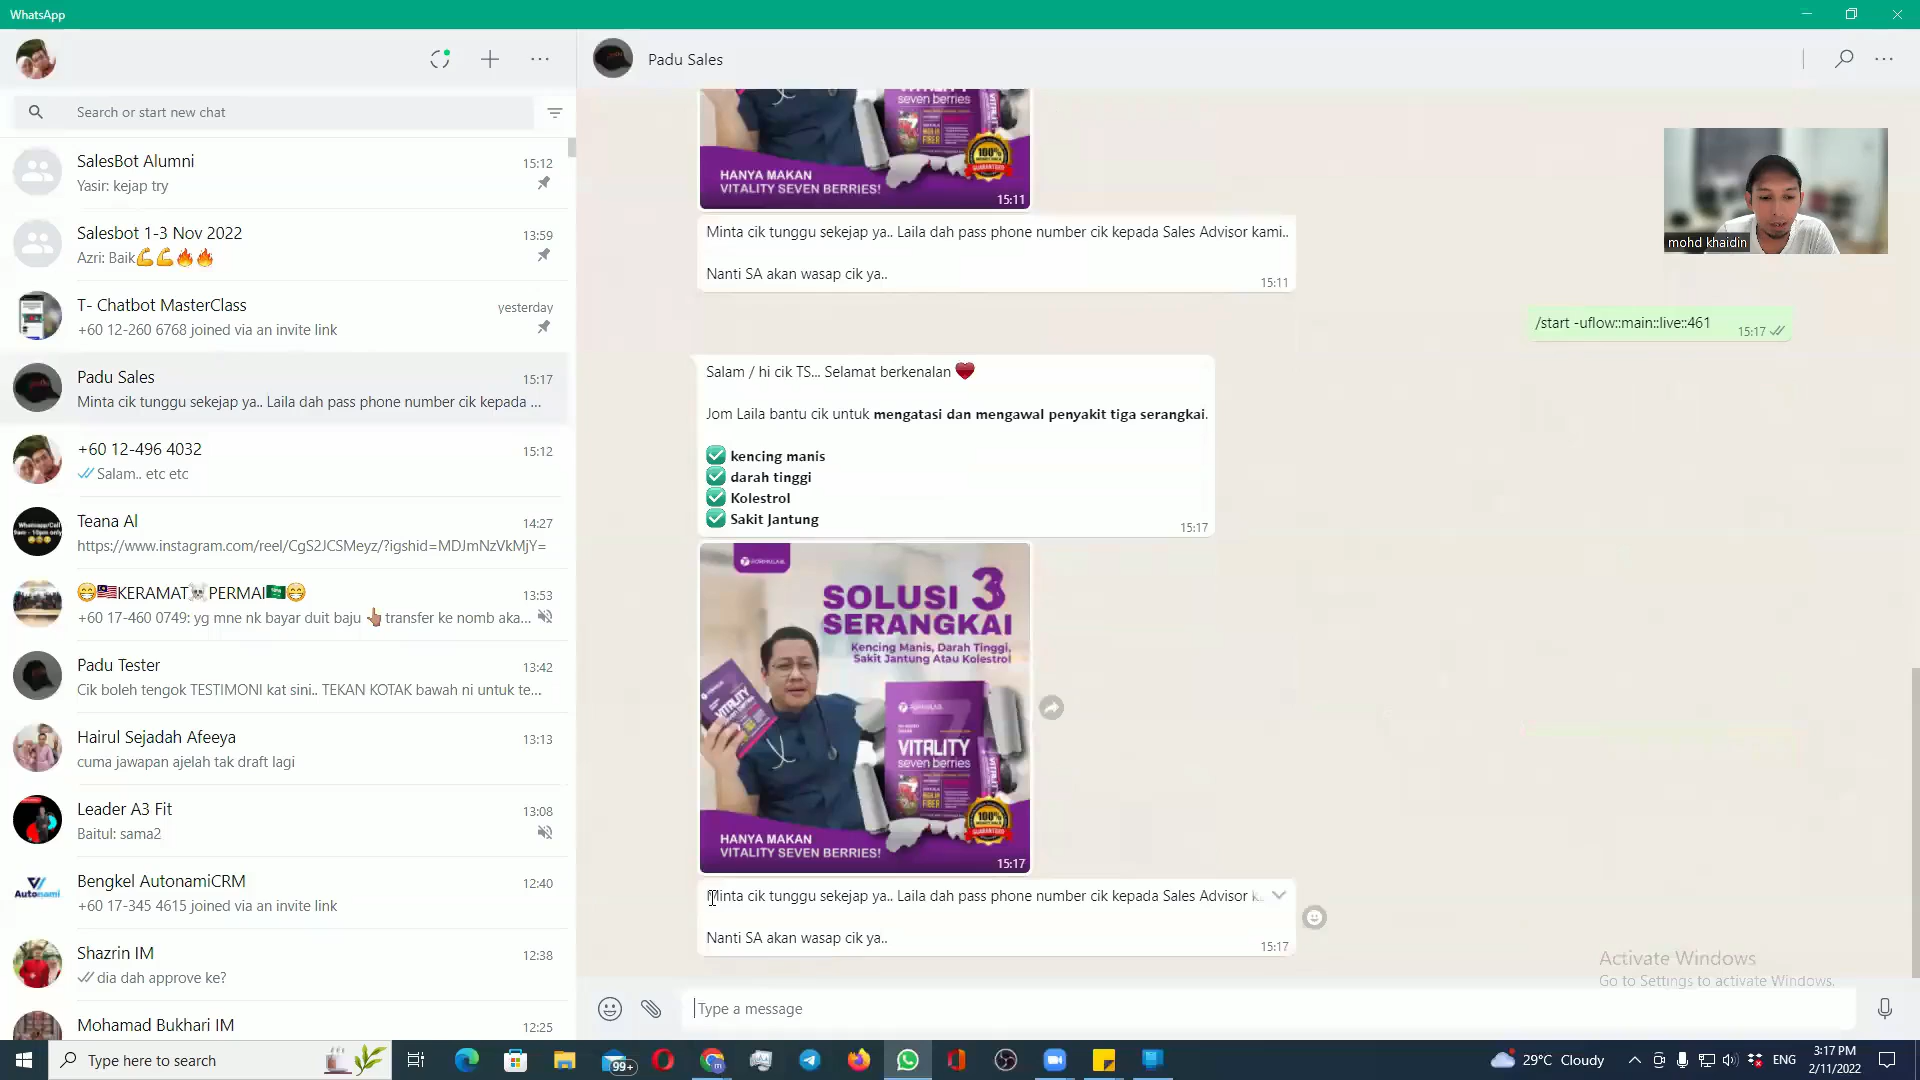 WhatsApp
Padu Sales
Search or start new chat
SalesBot Alumni
15:12
Yasir: kejap try
Salesbot 1-3 Nov 2022
13:59
Azri: Baik💪💪🔥🔥
T- Chatbot MasterClass
yesterday
+60 12-260 6768 joined via an invite link
Padu Sales
15:17
Minta cik tunggu sekejap ya.. Laila dah pass phone number cik kepada ...
+60 12-496 4032
15:12
Salam.. etc etc
Teana Al
14:27
https://www.instagram.com/reel/CgS2JCSMeyz/?igshid=MDJmNzVkMjY=
😁🇲🇾KERAMAT☠️PERMAI🇸🇦😁
13:53
+60 17-460 0749: yg mne nk bayar duit baju 👆🏽 transfer ke nomb aka...
Padu Tester
13:42
Cik boleh tengok TESTIMONI kat sini.. TEKAN KOTAK bawah ni untuk te...
Hairul Sejadah Afeeya
13:13
cuma jawapan ajelah tak draft lagi
Leader A3 Fit
13:08
Baitul: sama2
Bengkel AutonamiCRM
12:40
+60 17-345 4615 joined via an invite link
Shazrin IM
12:38
dia dah approve ke?
Mohamad Bukhari IM
12:25
seven berries
VITALITY
100%
GUARANTEED
HANYA MAKAN
VITALITY SEVEN BERRIES!
15:11
Minta cik tunggu sekejap ya.. Laila dah pass phone number cik kepada Sales Advisor kami..
Nanti SA akan wasap cik ya..
15:11
mohd khaidin
/start -uflow::main::live::461
15:17
Salam / hi cik TS... Selamat berkenalan ❤️
Jom Laila bantu cik untuk mengatasi dan mengawal penyakit tiga serangkai.
✅ kencing manis
✅ darah tinggi
✅ Kolestrol
✅ Sakit Jantung
15:17
SOLUSI 3
SERANGKAI
Kencing Manis, Darah Tinggi,
Sakit Jantung Atau Kolestrol
VITALITY
VITALITY
seven berries
100%
GUARANTEED
HANYA MAKAN
VITALITY SEVEN BERRIES!
15:17
Minta cik tunggu sekejap ya.. Laila dah pass phone number cik kepada Sales Advisor k
Nanti SA akan wasap cik ya..
15:17
Activate Windows
Go to Settings to activate Windows.
Type a message
Type here to search
99+
29°C Cloudy
ENG
3:17 PM
2/11/2022